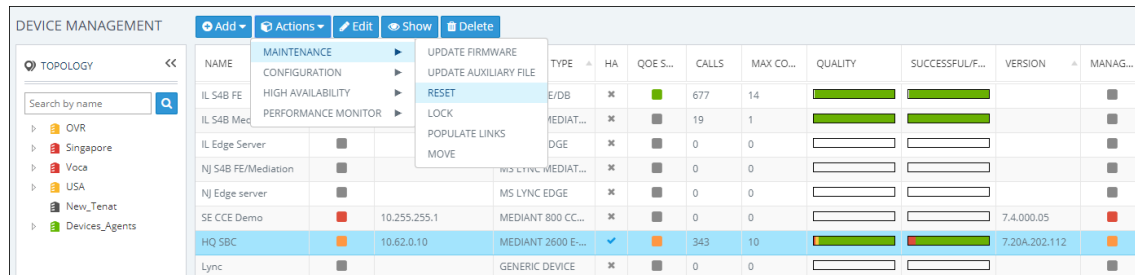 DEVICE MANAGEMENT
Add Actions Edit Show Delete
TOPOLOGY <<
Search by name
OVR
Singapore
Voca
USA
New_Tenat
Devices_Agents
MAINTENANCE
CONFIGURATION
HIGH AVAILABILITY
PERFORMANCE MONITOR
UPDATE FIRMWARE
UPDATE AUXILIARY FILE
RESET
LOCK
POPULATE LINKS
MOVE
NAME TYPE HA QOE S... CALLS MAX CO... QUALITY SUCCESSFUL/F... VERSION MANAG...
IL S4B FE E/DB 677 14
IL S4B Med MEDIAT... 19 1
IL Edge Server DGE 0 0
NJ S4B FE/Mediation MS LYNC MEDIAT... 0 0
NJ Edge server MS LYNC EDGE 0 0
SE CCE Demo 10.255.255.1 MEDIANT 800 CC... 0 0 7.4.000.05
HQ SBC 10.62.0.10 MEDIANT 2600 E-... 343 10 7.20A.202.112
Lync GENERIC DEVICE 0 0